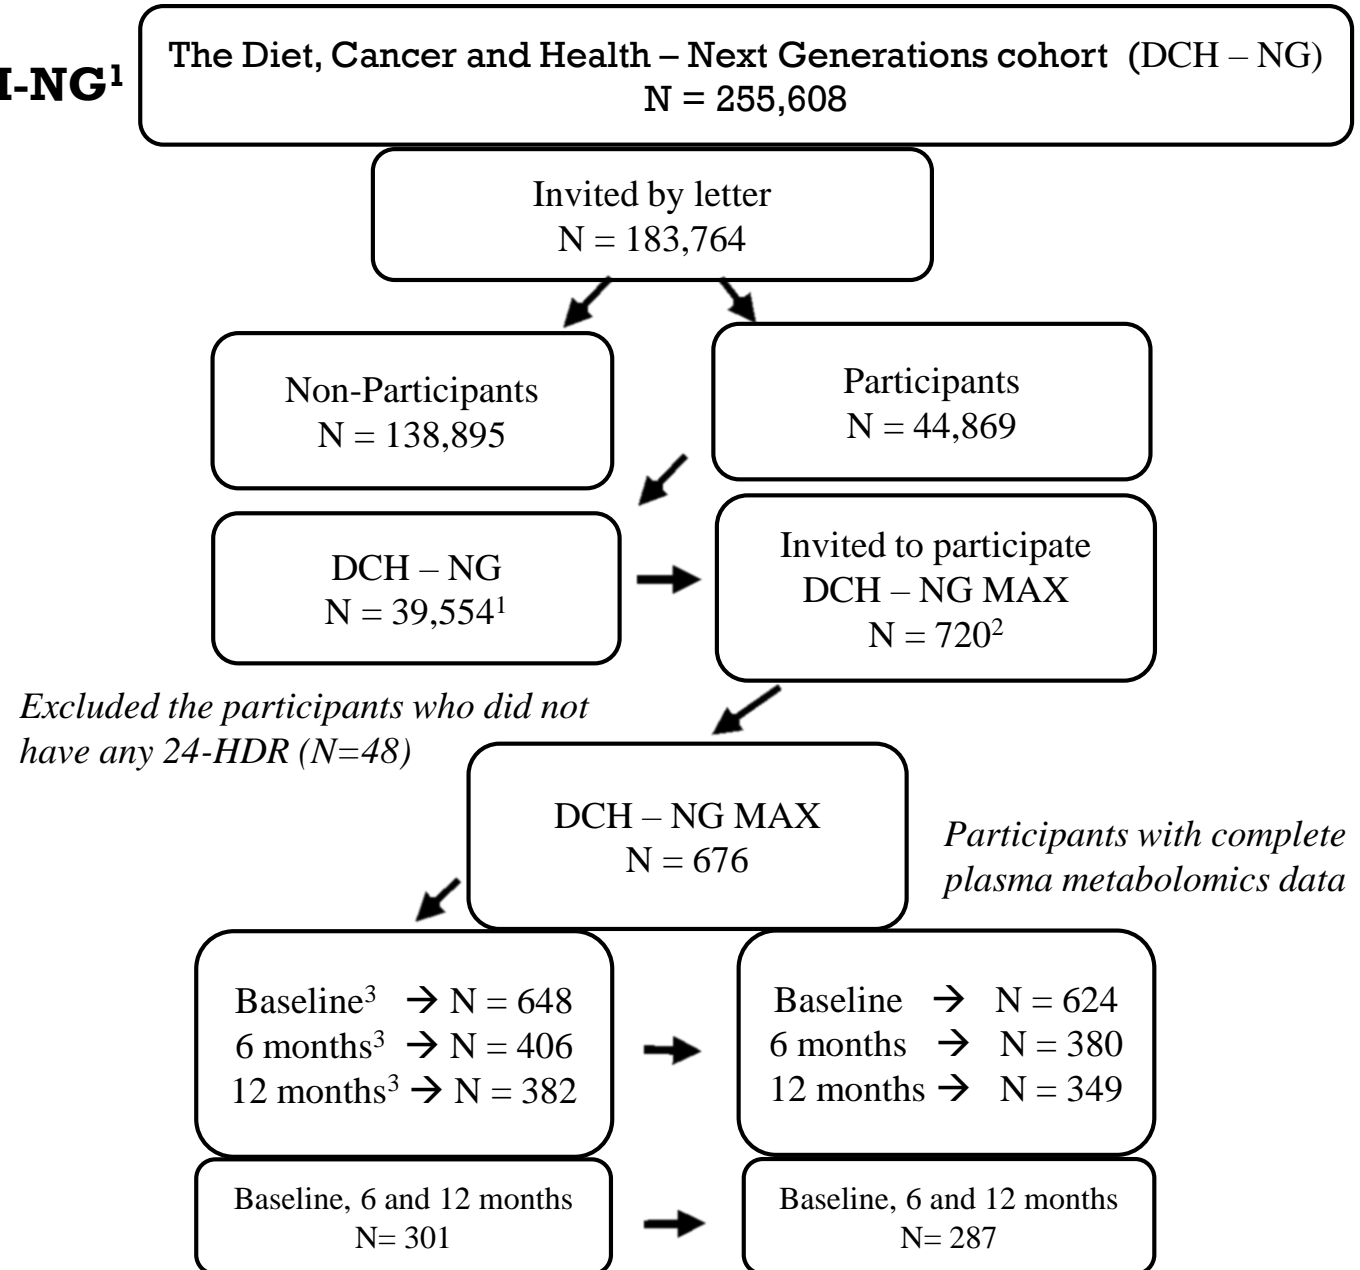 I-NG¹
The Diet, Cancer and Health – Next Generations cohort (DCH – NG)
N = 255,608
Invited by letter
N = 183,764
Non-Participants
N = 138,895
Participants
N = 44,869
DCH – NG
N = 39,554¹
Invited to participate
DCH – NG MAX
N = 720²
Excluded the participants who did not
have any 24-HDR (N=48)
DCH – NG MAX
N = 676
Participants with complete
plasma metabolomics data
Baseline³ → N = 648
6 months³ → N = 406
12 months³ → N = 382
Baseline → N = 624
6 months → N = 380
12 months → N = 349
Baseline, 6 and 12 months
N= 301
Baseline, 6 and 12 months
N= 287